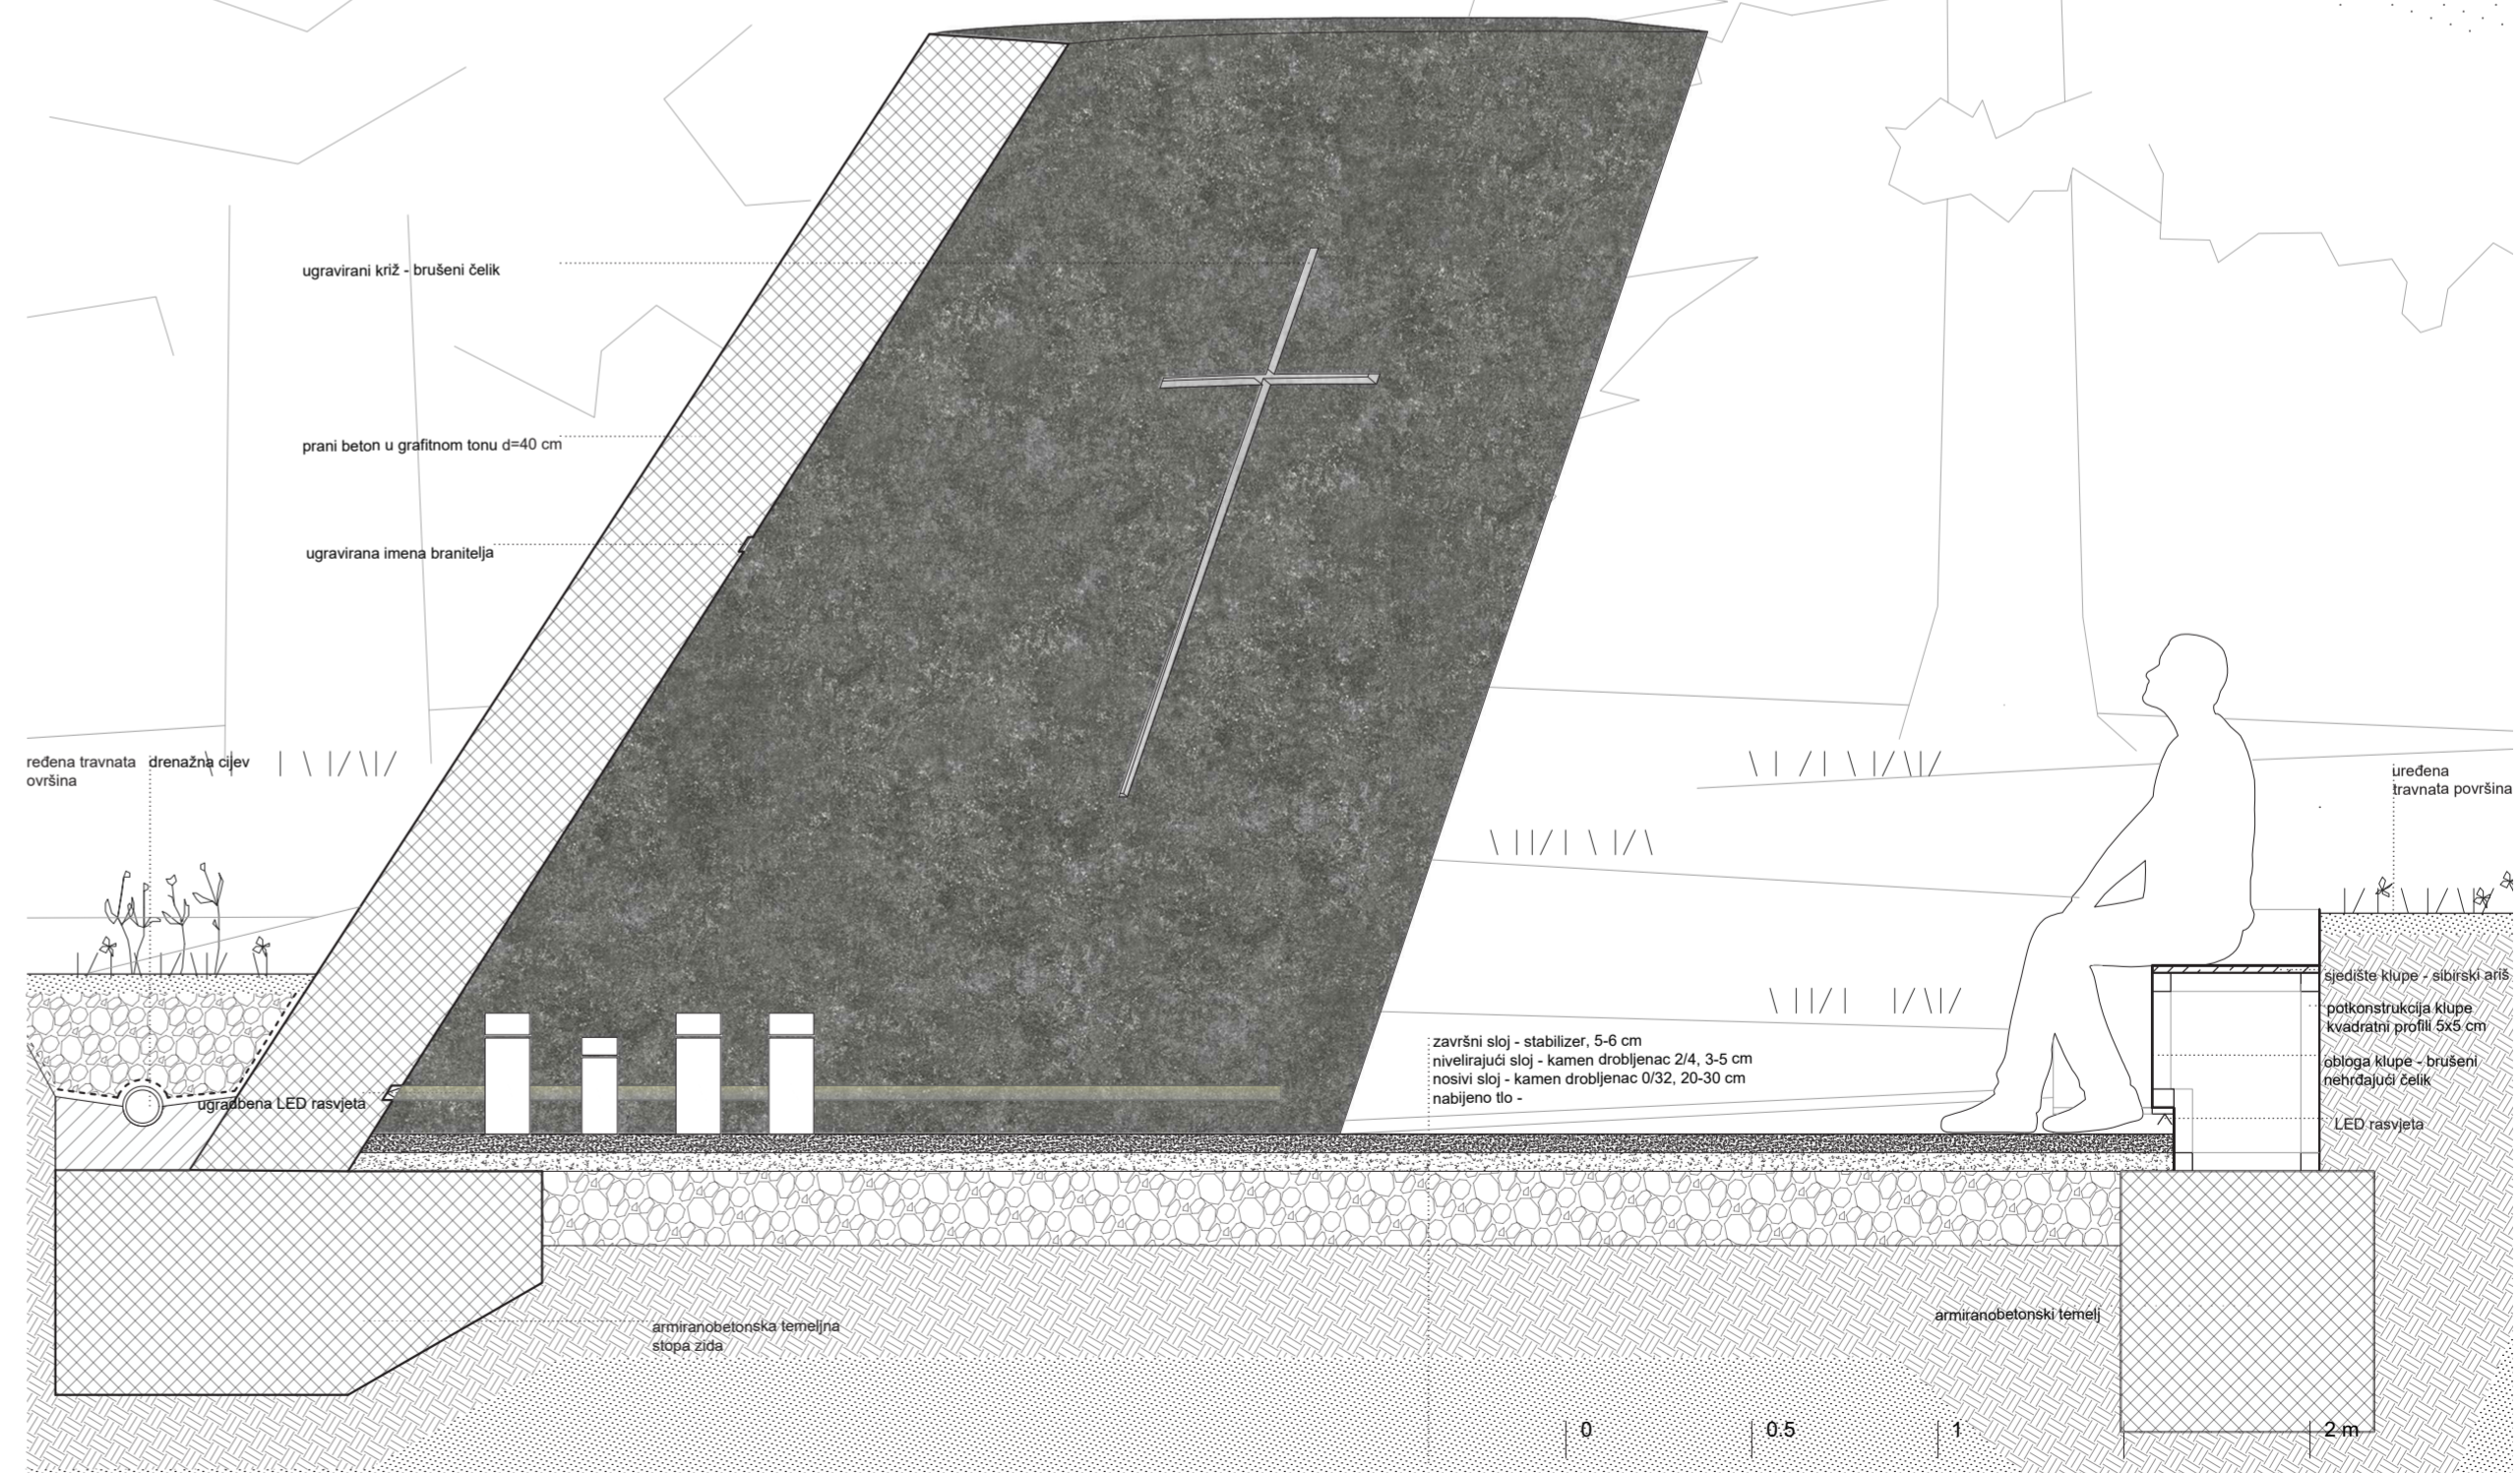 ugravirani križ - brušeni čelik
prani beton u grafitnom tonu d=40 cm
ugravirana imena branitelja
ređena travnata
ovršina
drenažna cijev
uređena
travnata površina
sjedište klupe - sibirski ariš
potkonstrukcija klupe
kvadratni profili 5x5 cm
obloga klupe - brušeni
nehrđajući čelik
LED rasvjeta
završni sloj - stabilizer, 5-6 cm
nivelirajući sloj - kamen drobljenac 2/4, 3-5 cm
nosivi sloj - kamen drobljenac 0/32, 20-30 cm
nabijeno tlo -
ugradbena LED rasvjeta
armiranobetonska temeljna
stopa zida
armiranobetonski temelj
0 0.5 1 2 m